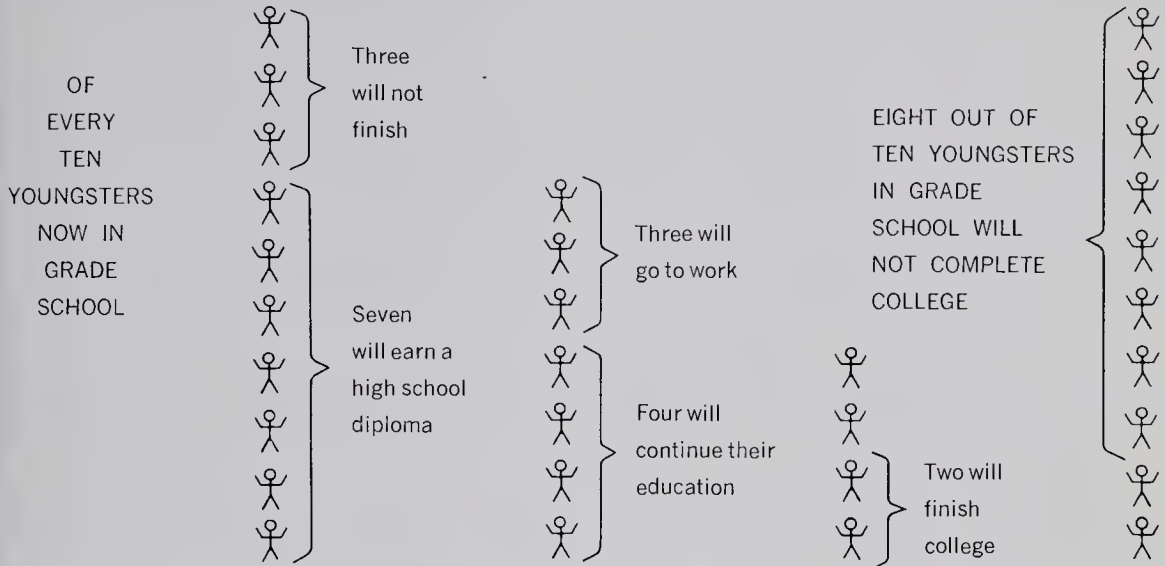 OF
EVERY
TEN
YOUNGSTERS
NOW IN
GRADE
SCHOOL
Three
will not
finish
Seven
will earn a
high school
diploma
Three will
go to work
Four will
continue their
education
Two will
finish
college
EIGHT OUT OF
TEN YOUNGSTERS
IN GRADE
SCHOOL WILL
NOT COMPLETE
COLLEGE